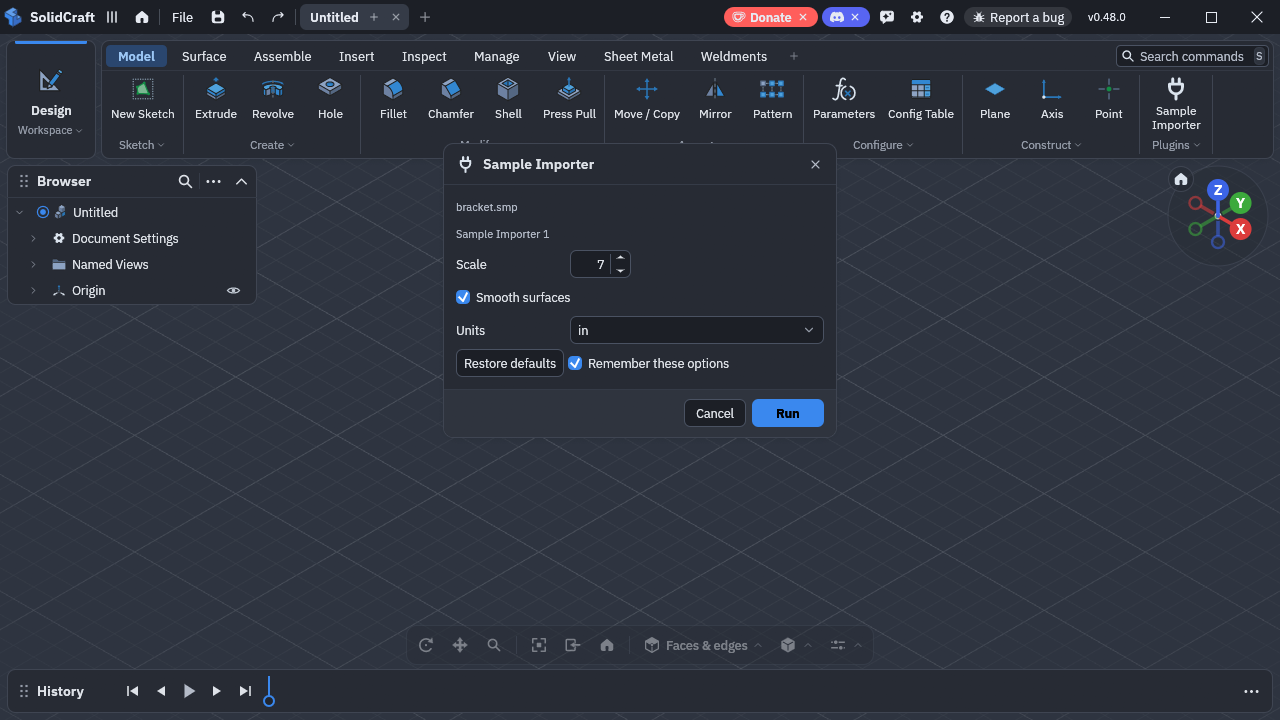 SolidCraft
File
Untitled
Donate
Report a bug
v0.48.0
Design
Workspace
Model
Surface
Assemble
Insert
Inspect
Manage
View
Sheet Metal
Weldments
Search commands
S
New Sketch
Sketch
Extrude
Revolve
Hole
Create
Fillet
Chamfer
Shell
Press Pull
Move / Copy
Mirror
Pattern
Parameters
Config Table
Configure
Plane
Axis
Point
Construct
Sample
Importer
Plugins
Browser
Untitled
Document Settings
Named Views
Origin
Sample Importer
bracket.smp
Sample Importer 1
Scale
7
Smooth surfaces
Units
in
Restore defaults
Remember these options
Cancel
Run
Z
Y
X
Faces & edges
History